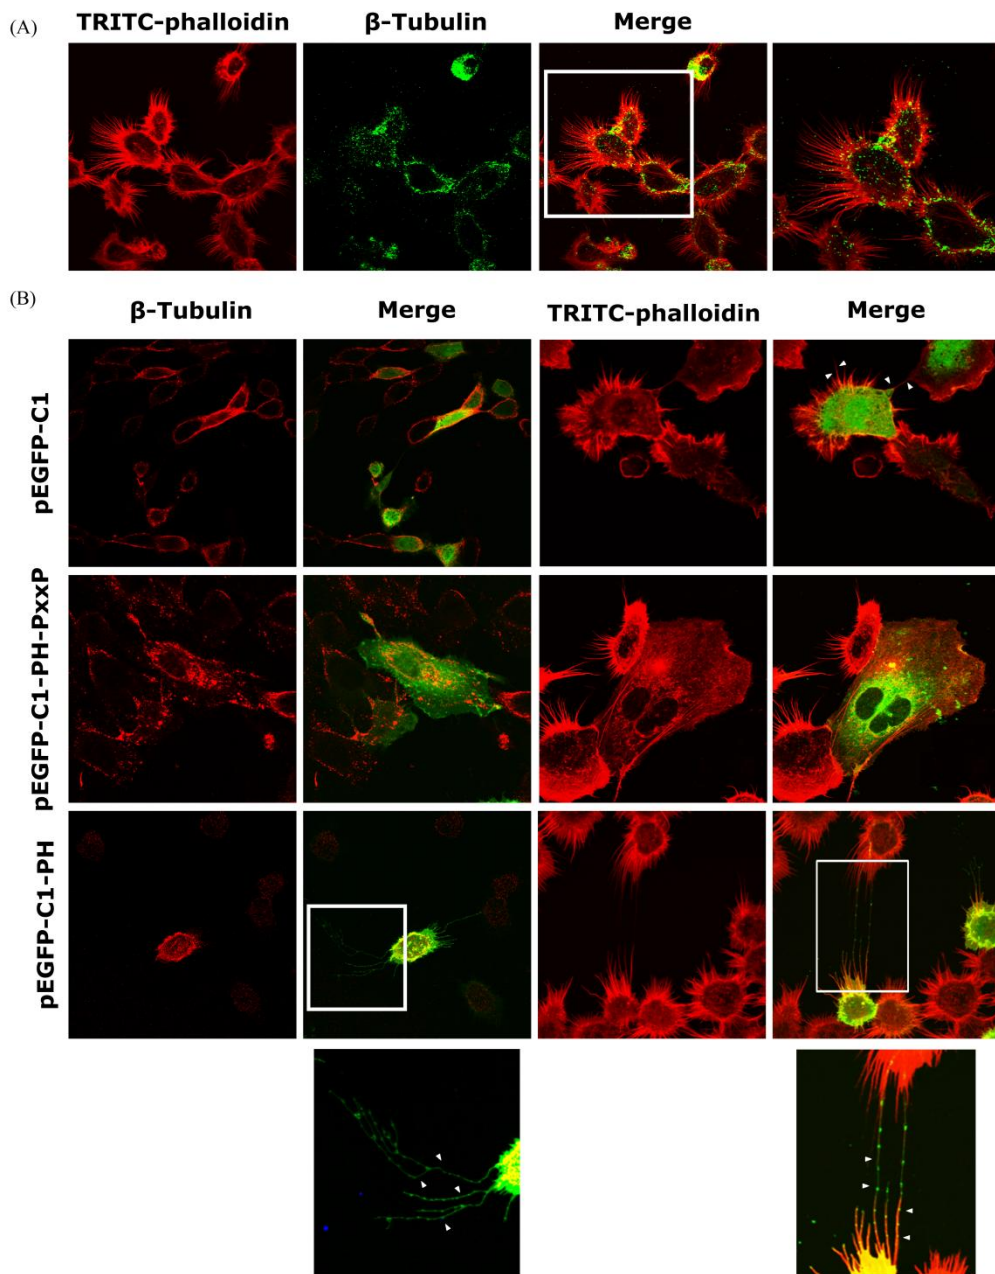 (A)
TRITC-phalloidin β-Tubulin Merge
(B)
β-Tubulin Merge TRITC-phalloidin Merge
pEGFP-C1
pEGFP-C1-PH-PxxP
pEGFP-C1-PH